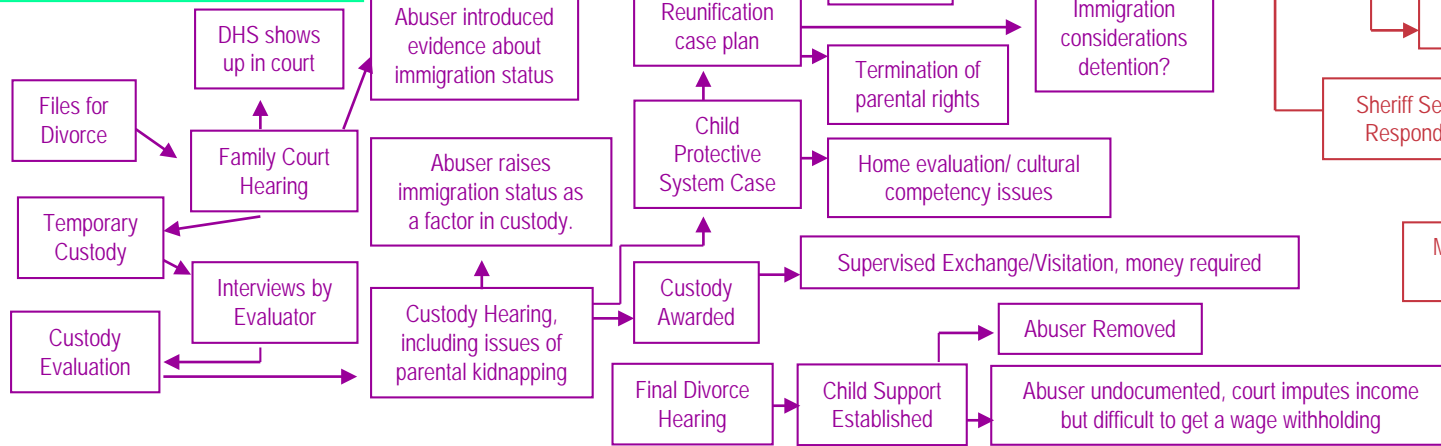 Files for
Divorce
DHS shows
up in court
Abuser introduced
evidence about
immigration status
Family Court
Hearing
Temporary
Custody
Interviews by
Evaluator
Custody
Evaluation
Abuser raises
immigration status as
a factor in custody.
Custody Hearing,
including issues of
parental kidnapping
Reunification
case plan
Child
Protective
System Case
Custody
Awarded
Immigration
considerations
detention?
Termination of
parental rights
Home evaluation/ cultural
competency issues
Supervised Exchange/Visitation, money required
Final Divorce
Hearing
Child Support
Established
Abuser Removed
Abuser undocumented, court imputes income
but difficult to get a wage withholding
Sheriff Se
Respond
M